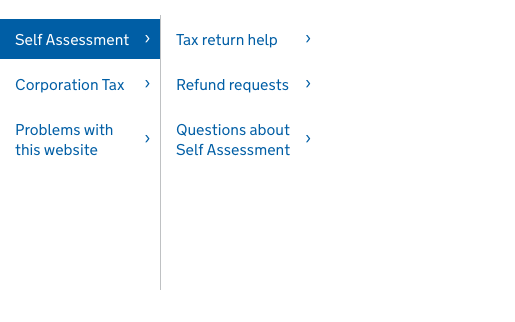 Self Assessment
Corporation Tax
Problems with
this website
Tax return help
Refund requests
Questions about
Self Assessment